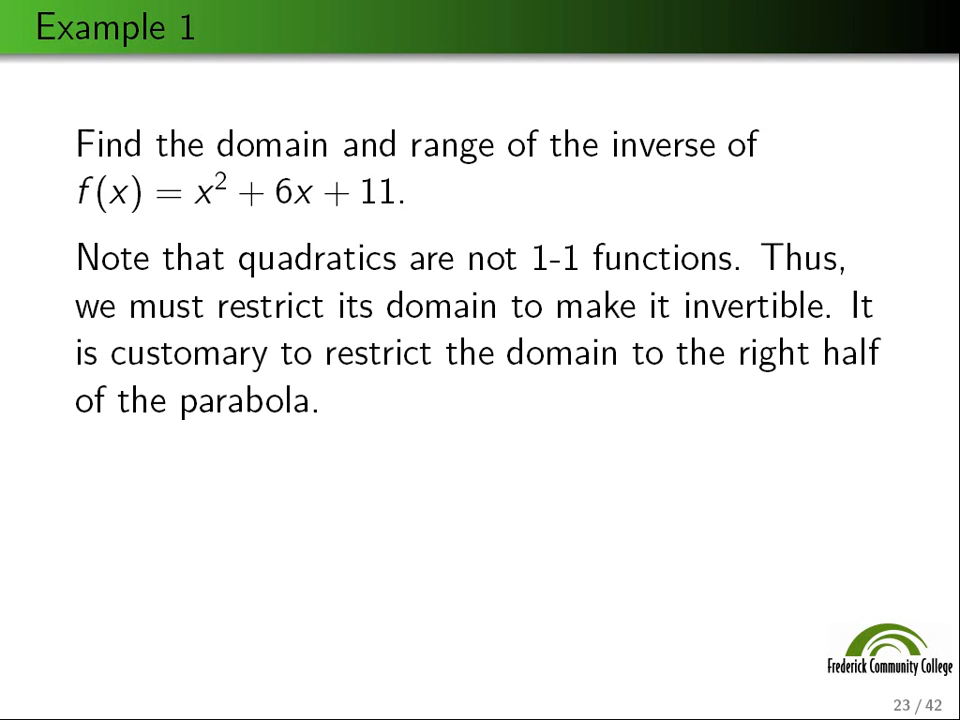 Example 1
Find the domain and range of the inverse of
f(x) = x² + 6x + 11.
Note that quadratics are not 1-1 functions. Thus,
we must restrict its domain to make it invertible. It
is customary to restrict the domain to the right half
of the parabola.
Frederick Community College
23 / 42